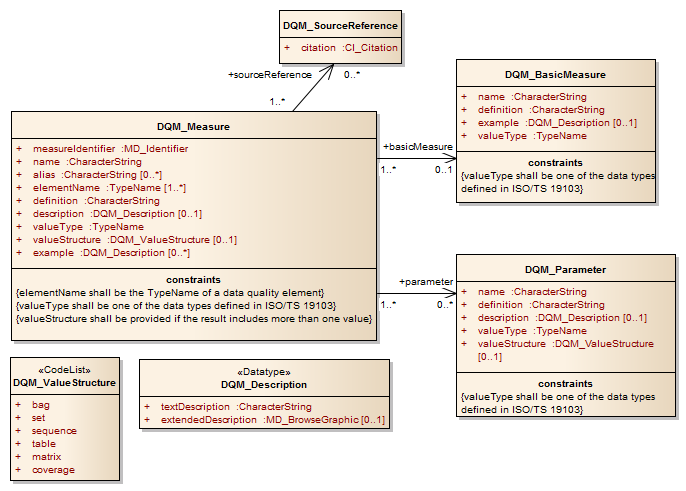 DQM_SourceReference
+ citation :CI_Citation
+sourceReference 0..*
1..*
DQM_Measure
+ measureIdentifier :MD_Identifier
+ name :CharacterString
+ alias :CharacterString [0..*]
+ elementName :TypeName [1..*]
+ definition :CharacterString
+ description :DQM_Description [0..1]
+ valueType :TypeName
+ valueStructure :DQM_ValueStructure [0..1]
+ example :DQM_Description [0..*]
constraints
{elementName shall be the TypeName of a data quality element}
{valueType shall be one of the data types defined in ISO/TS 19103}
{valueStructure shall be provided if the result includes more than one value}
+basicMeasure
1..* 0..1
DQM_BasicMeasure
+ name :CharacterString
+ definition :CharacterString
+ example :DQM_Description [0..1]
+ valueType :TypeName
constraints
{valueType shall be one of the data types
defined in ISO/TS 19103}
+parameter
1..* 0..*
DQM_Parameter
+ name :CharacterString
+ definition :CharacterString
+ description :DQM_Description [0..1]
+ valueType :TypeName
+ valueStructure :DQM_ValueStructure
[0..1]
constraints
{valueType shall be one of the data types
defined in ISO/TS 19103}
«CodeList»
DQM_ValueStructure
+ bag
+ set
+ sequence
+ table
+ matrix
+ coverage
«Datatype»
DQM_Description
+ textDescription :CharacterString
+ extendedDescription :MD_BrowseGraphic [0..1]